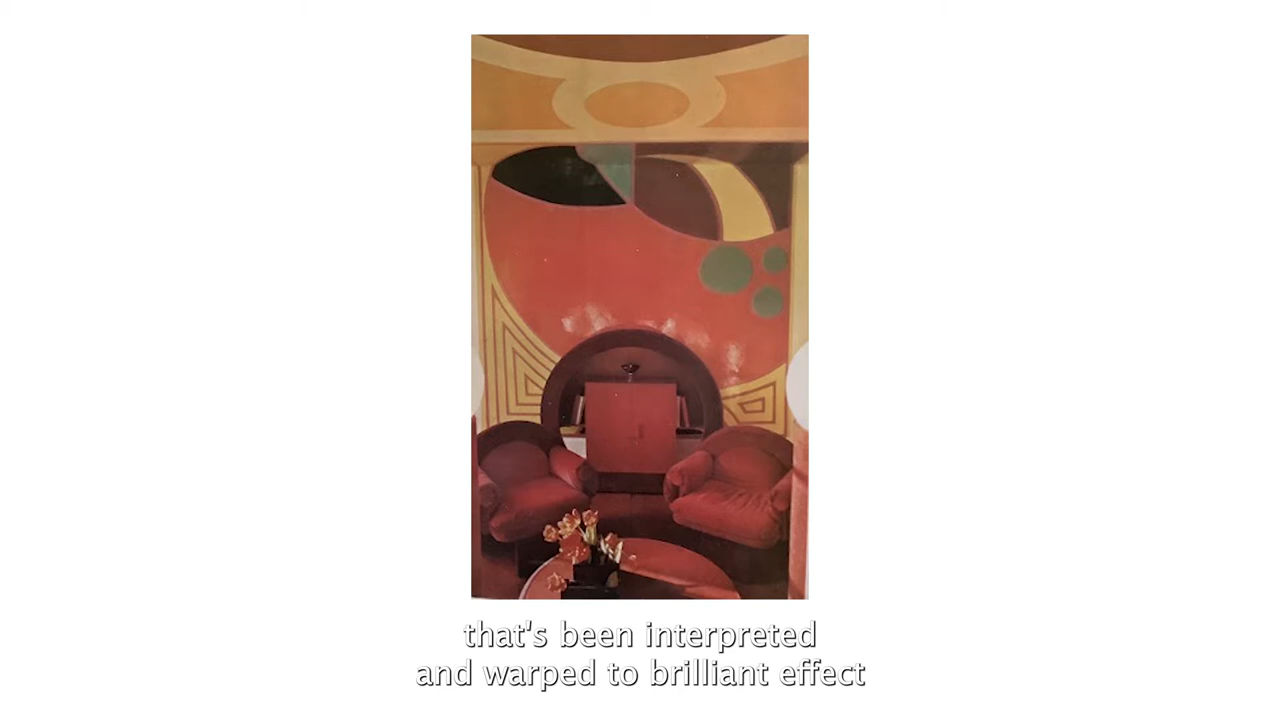 that's been interpreted
and warped to brilliant effect